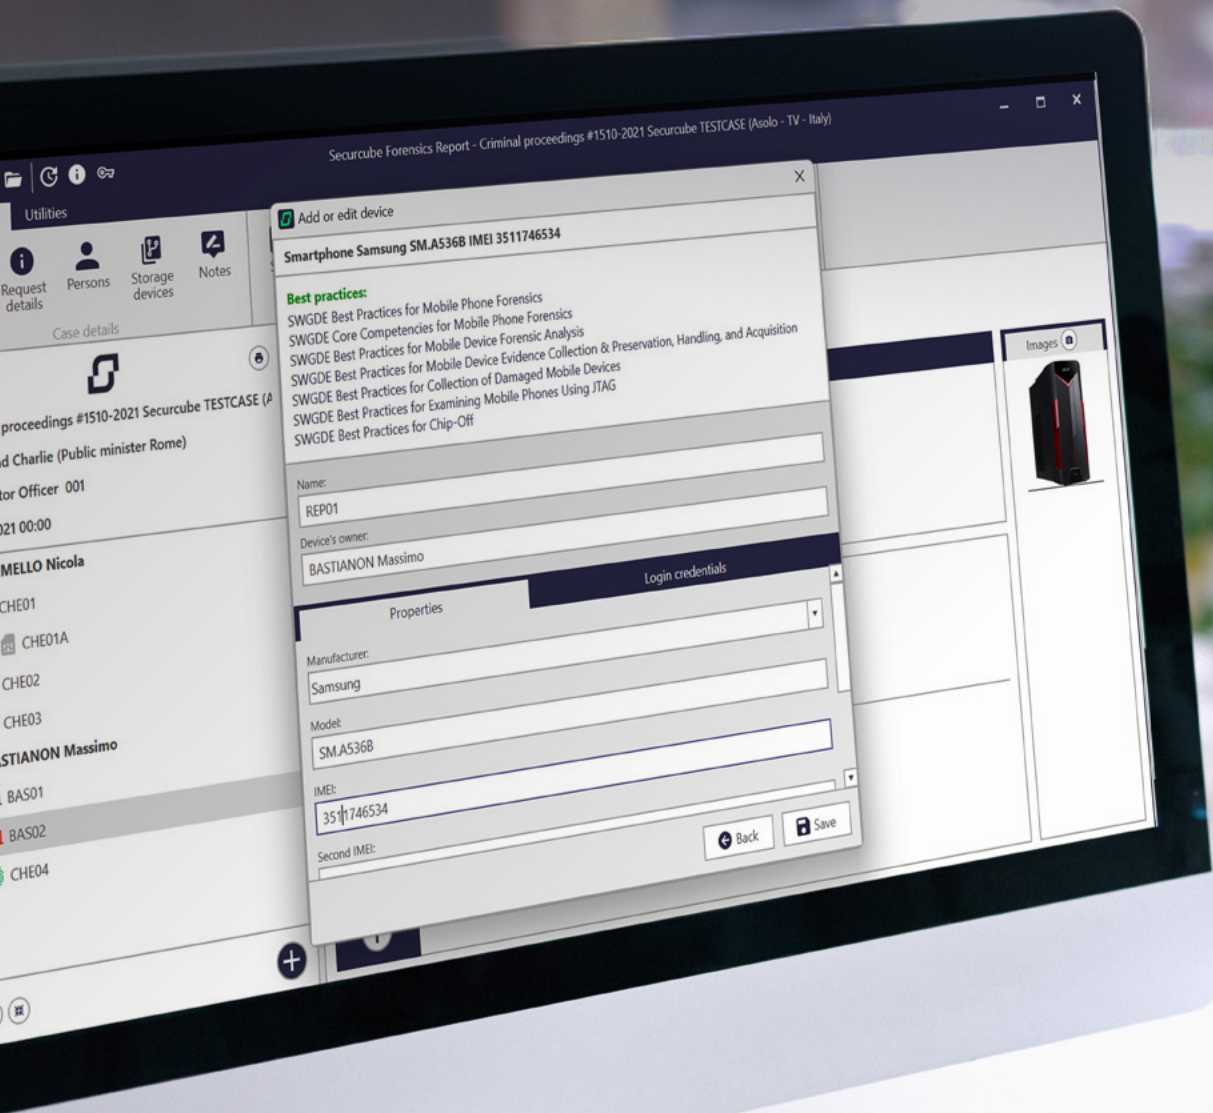 Securcube Forensics Report - Criminal proceedings #1510-2021 Securcube TESTCASE (Asolo - TV - Italy)
Utilities
Request details
Persons
Storage devices
Notes
Case details
proceedings #1510-2021 Securcube TESTCASE (A
d Charlie (Public minister Rome)
tor Officer 001
021 00:00
MELLO Nicola
CHE01
CHE01A
CHE02
CHE03
STIANON Massimo
BAS01
BAS02
CHE04
Add or edit device
X
Smartphone Samsung SM.A536B IMEI 3511746534
Best practices:
SWGDE Best Practices for Mobile Phone Forensics
SWGDE Core Competencies for Mobile Phone Forensics
SWGDE Best Practices for Mobile Device Forensic Analysis
SWGDE Best Practices for Mobile Device Evidence Collection & Preservation, Handling, and Acquisition
SWGDE Best Practices for Collection of Damaged Mobile Devices
SWGDE Best Practices for Examining Mobile Phones Using JTAG
SWGDE Best Practices for Chip-Off
Name:
REP01
Device's owner:
BASTIANON Massimo
Properties
Login credentials
Manufacturer:
Samsung
Model:
SM.A536B
IMEI:
3511746534
Second IMEI:
Back
Save
Images